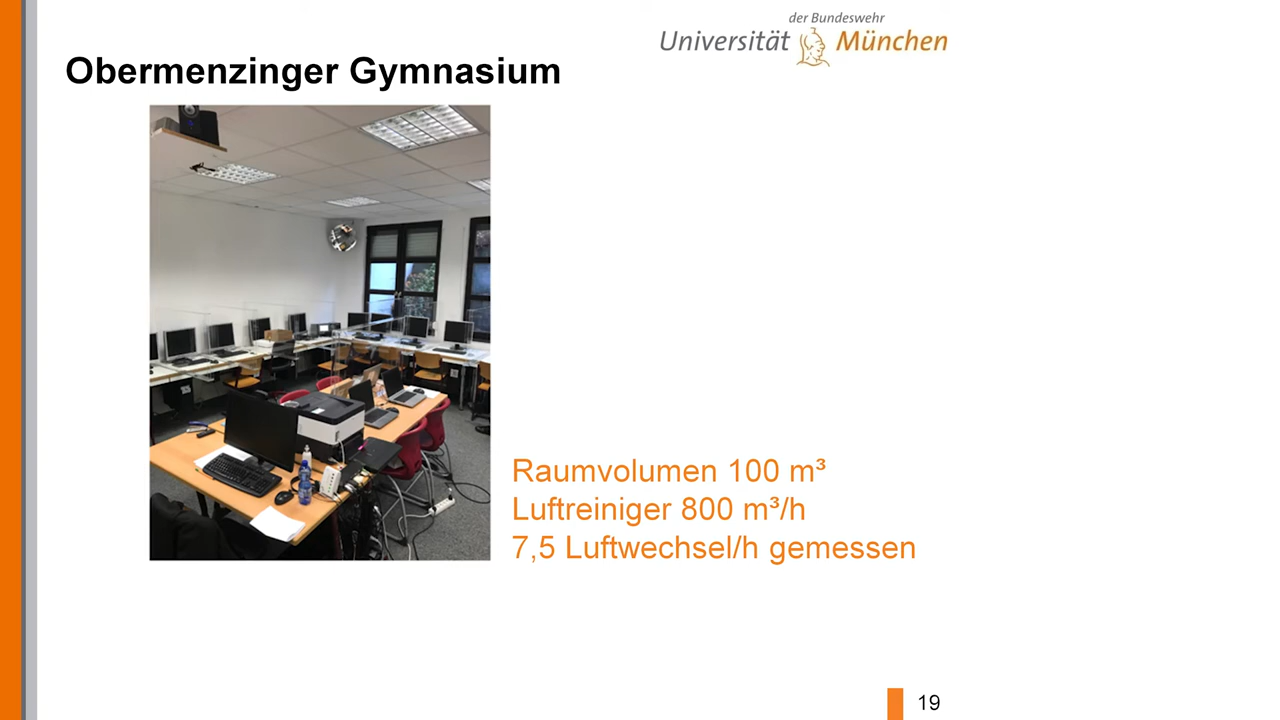 der Bundeswehr
Universität München
Obermenzinger Gymnasium
Raumvolumen 100 m³
Luftreiniger 800 m³/h
7,5 Luftwechsel/h gemessen
19